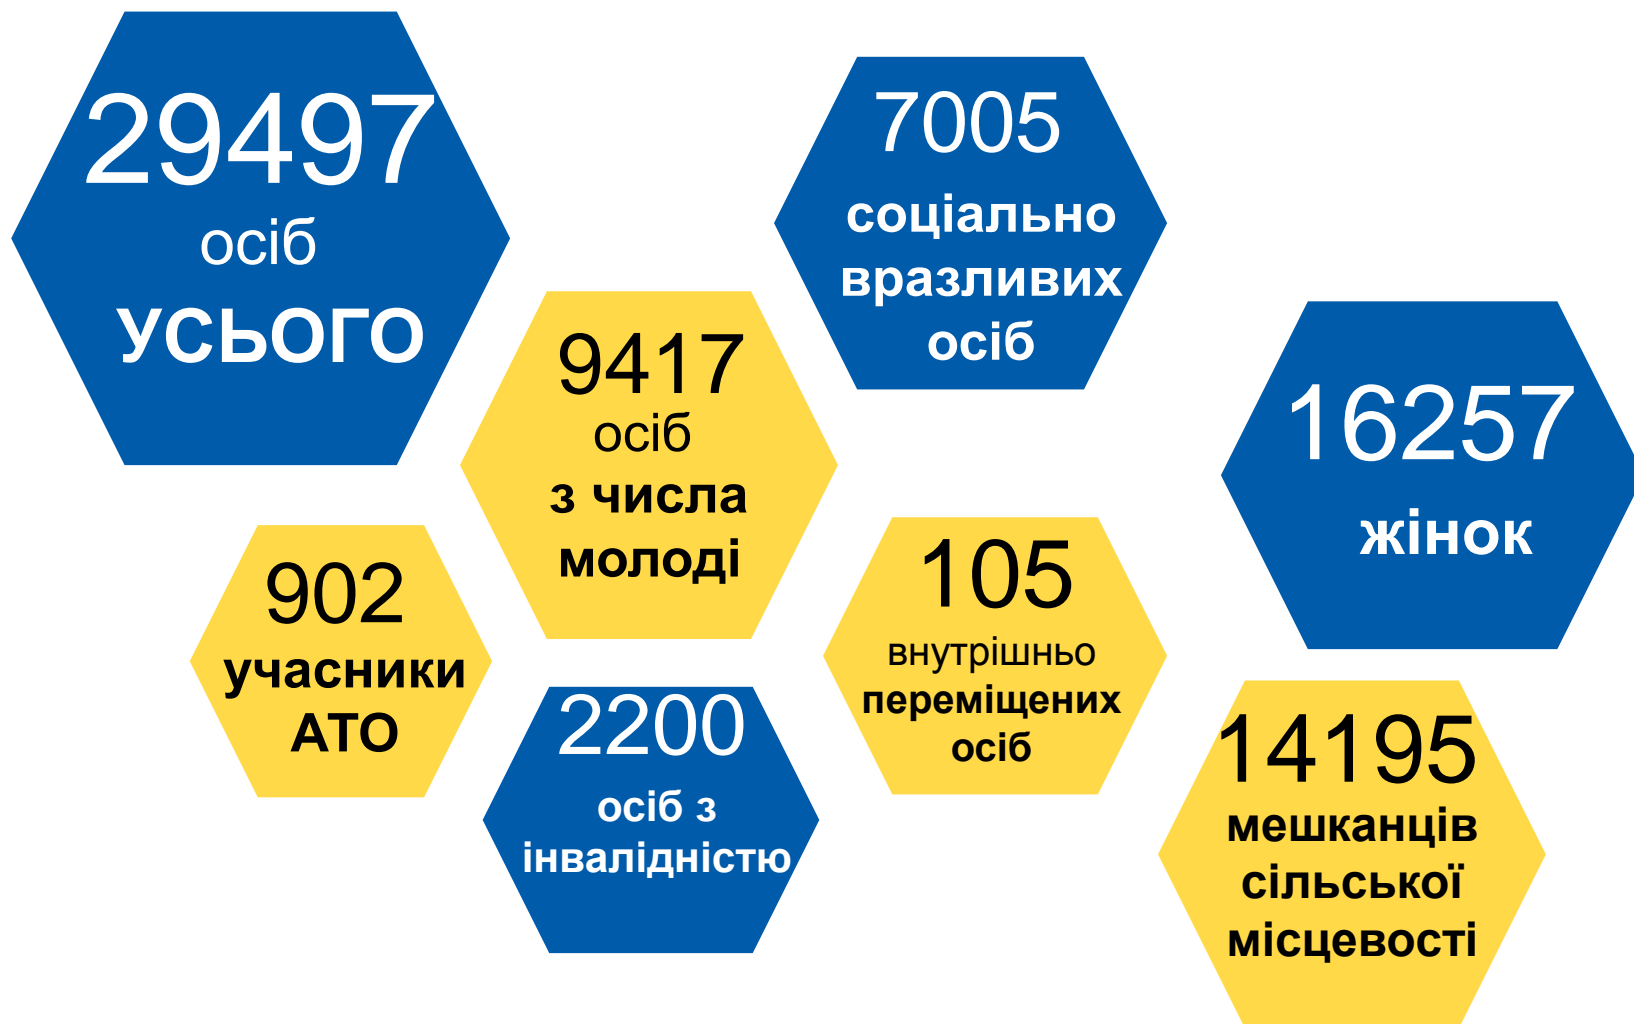 29497
осіб
УСЬОГО
7005
соціально
вразливих
осіб
9417
осіб
з числа
молоді
16257
жінок
902
учасники
АТО
105
внутрішньо
переміщених
осіб
2200
осіб з
інвалідністю
14195
мешканців
сільської
місцевості